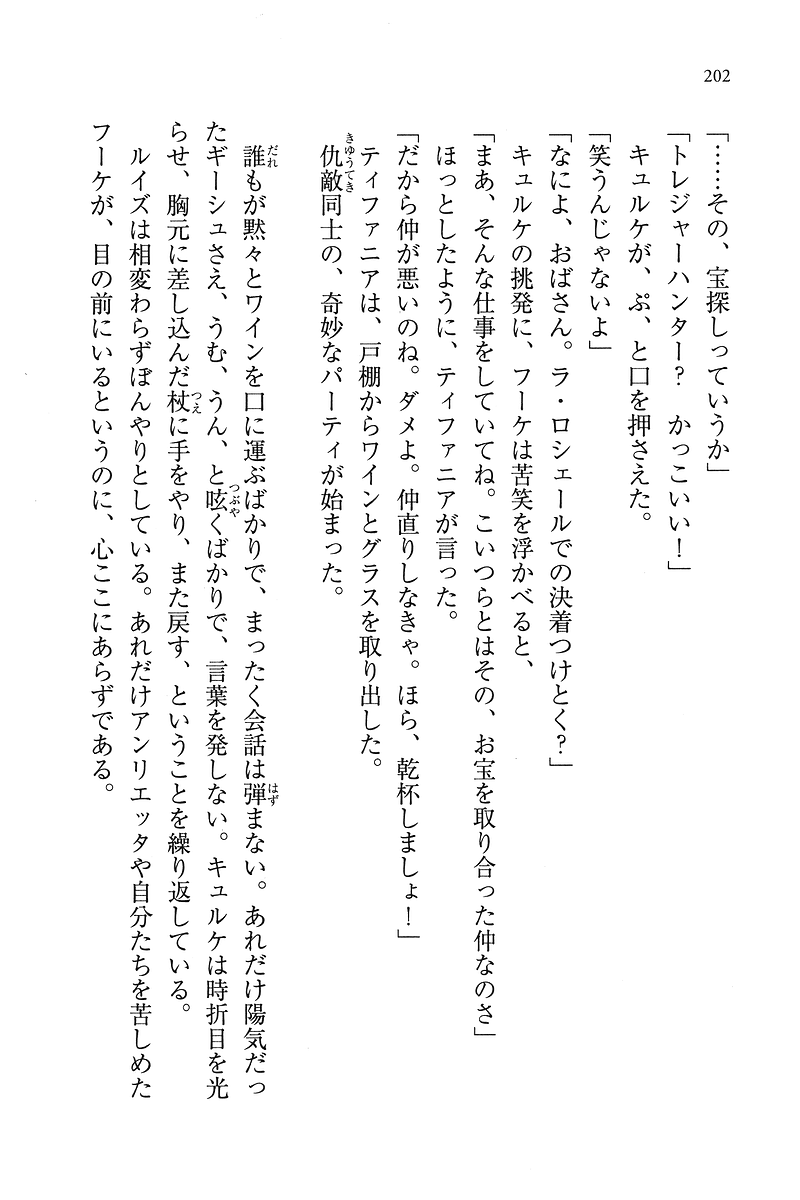 202
「……その、宝探しっていうか」
「トレジャーハンター？　かっこいい！」
　キュルケが、ぷ、と口を押さえた。
「笑うんじゃないよ」
「なによ、おばさん。ラ・ロシェールでの決着つけとく？」
　キュルケの挑発に、フーケは苦笑を浮かべると、
「まあ、そんな仕事をしていてね。こいつらとはその、お宝を取り合った仲なのさ」
　ほっとしたように、ティファニアが言った。
「だから仲が悪いのね。ダメよ。仲直りしなきゃ。ほら、乾杯しましょ！」
　ティファニアは、戸棚からワインとグラスを取り出した。
　仇敵同士の、奇妙なパーティが始まった。
　誰もが黙々とワインを口に運ぶばかりで、まったく会話は弾まない。あれだけ陽気だっ
たギーシュさえ、うむ、うん、と呟くばかりで、言葉を発しない。キュルケは時折目を光
らせ、胸元に差し込んだ杖に手をやり、また戻す、ということを繰り返している。
　ルイズは相変わらずぼんやりとしている。あれだけアンリエッタや自分たちを苦しめた
フーケが、目の前にいるというのに、心ここにあらずである。